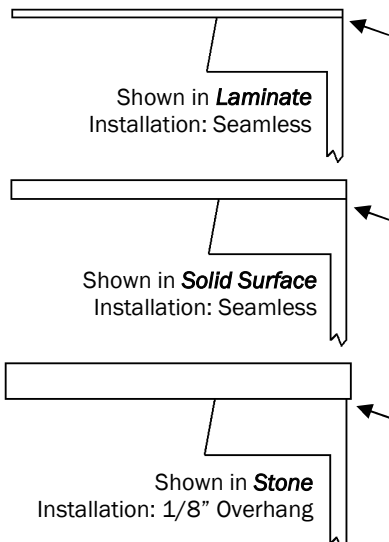 Shown in Laminate
Installation: Seamless
Shown in Solid Surface
Installation: Seamless
Shown in Stone
Installation: 1/8” Overhang